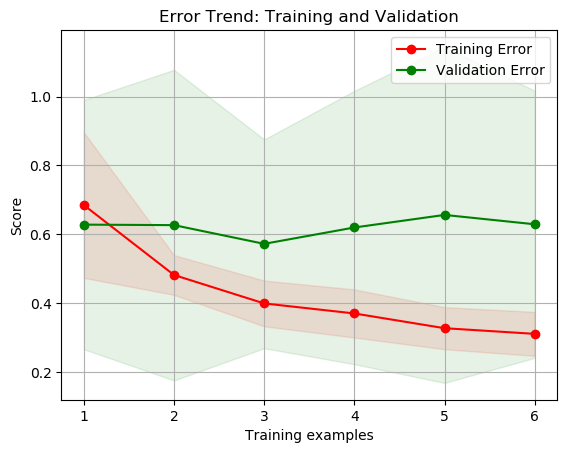 Error Trend: Training and Validation
Training Error
Validation Error
Score
1.0
0.8
0.6
0.4
0.2
1 2 3 4 5 6
Training examples